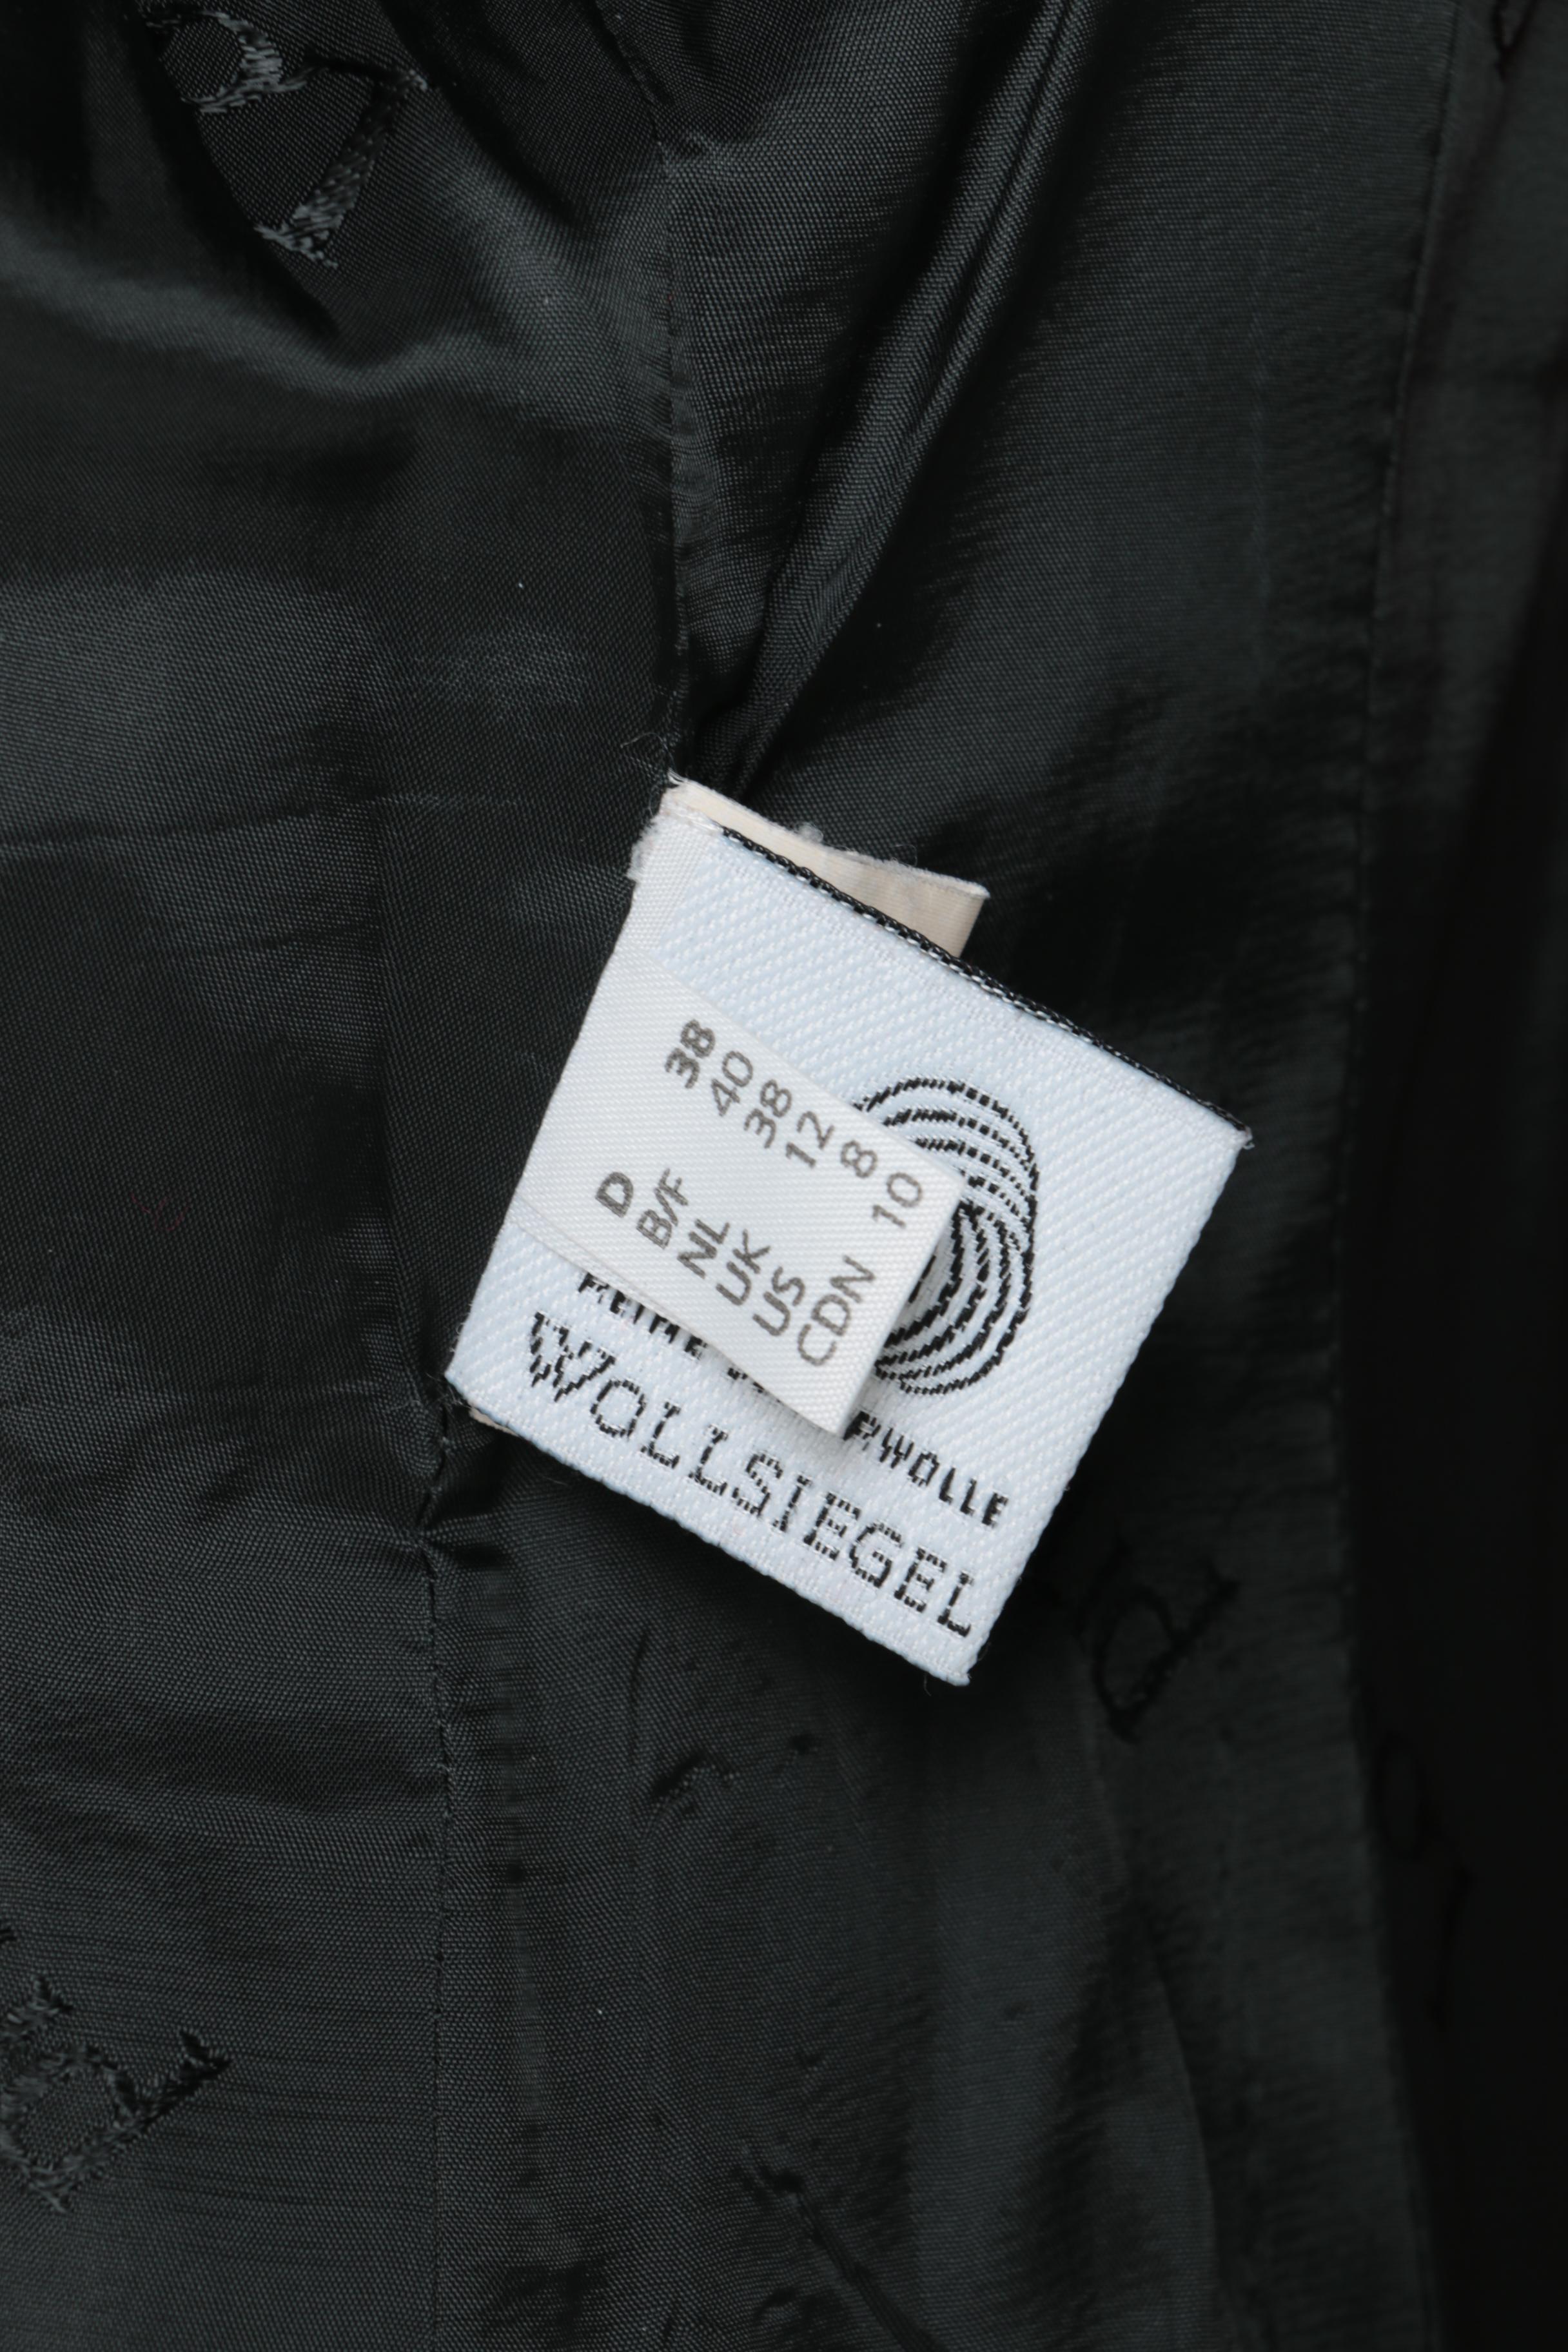 D 38
B/F 40
NL 38
UK 12
US 8
CDN 10
WOLLSIEGEL